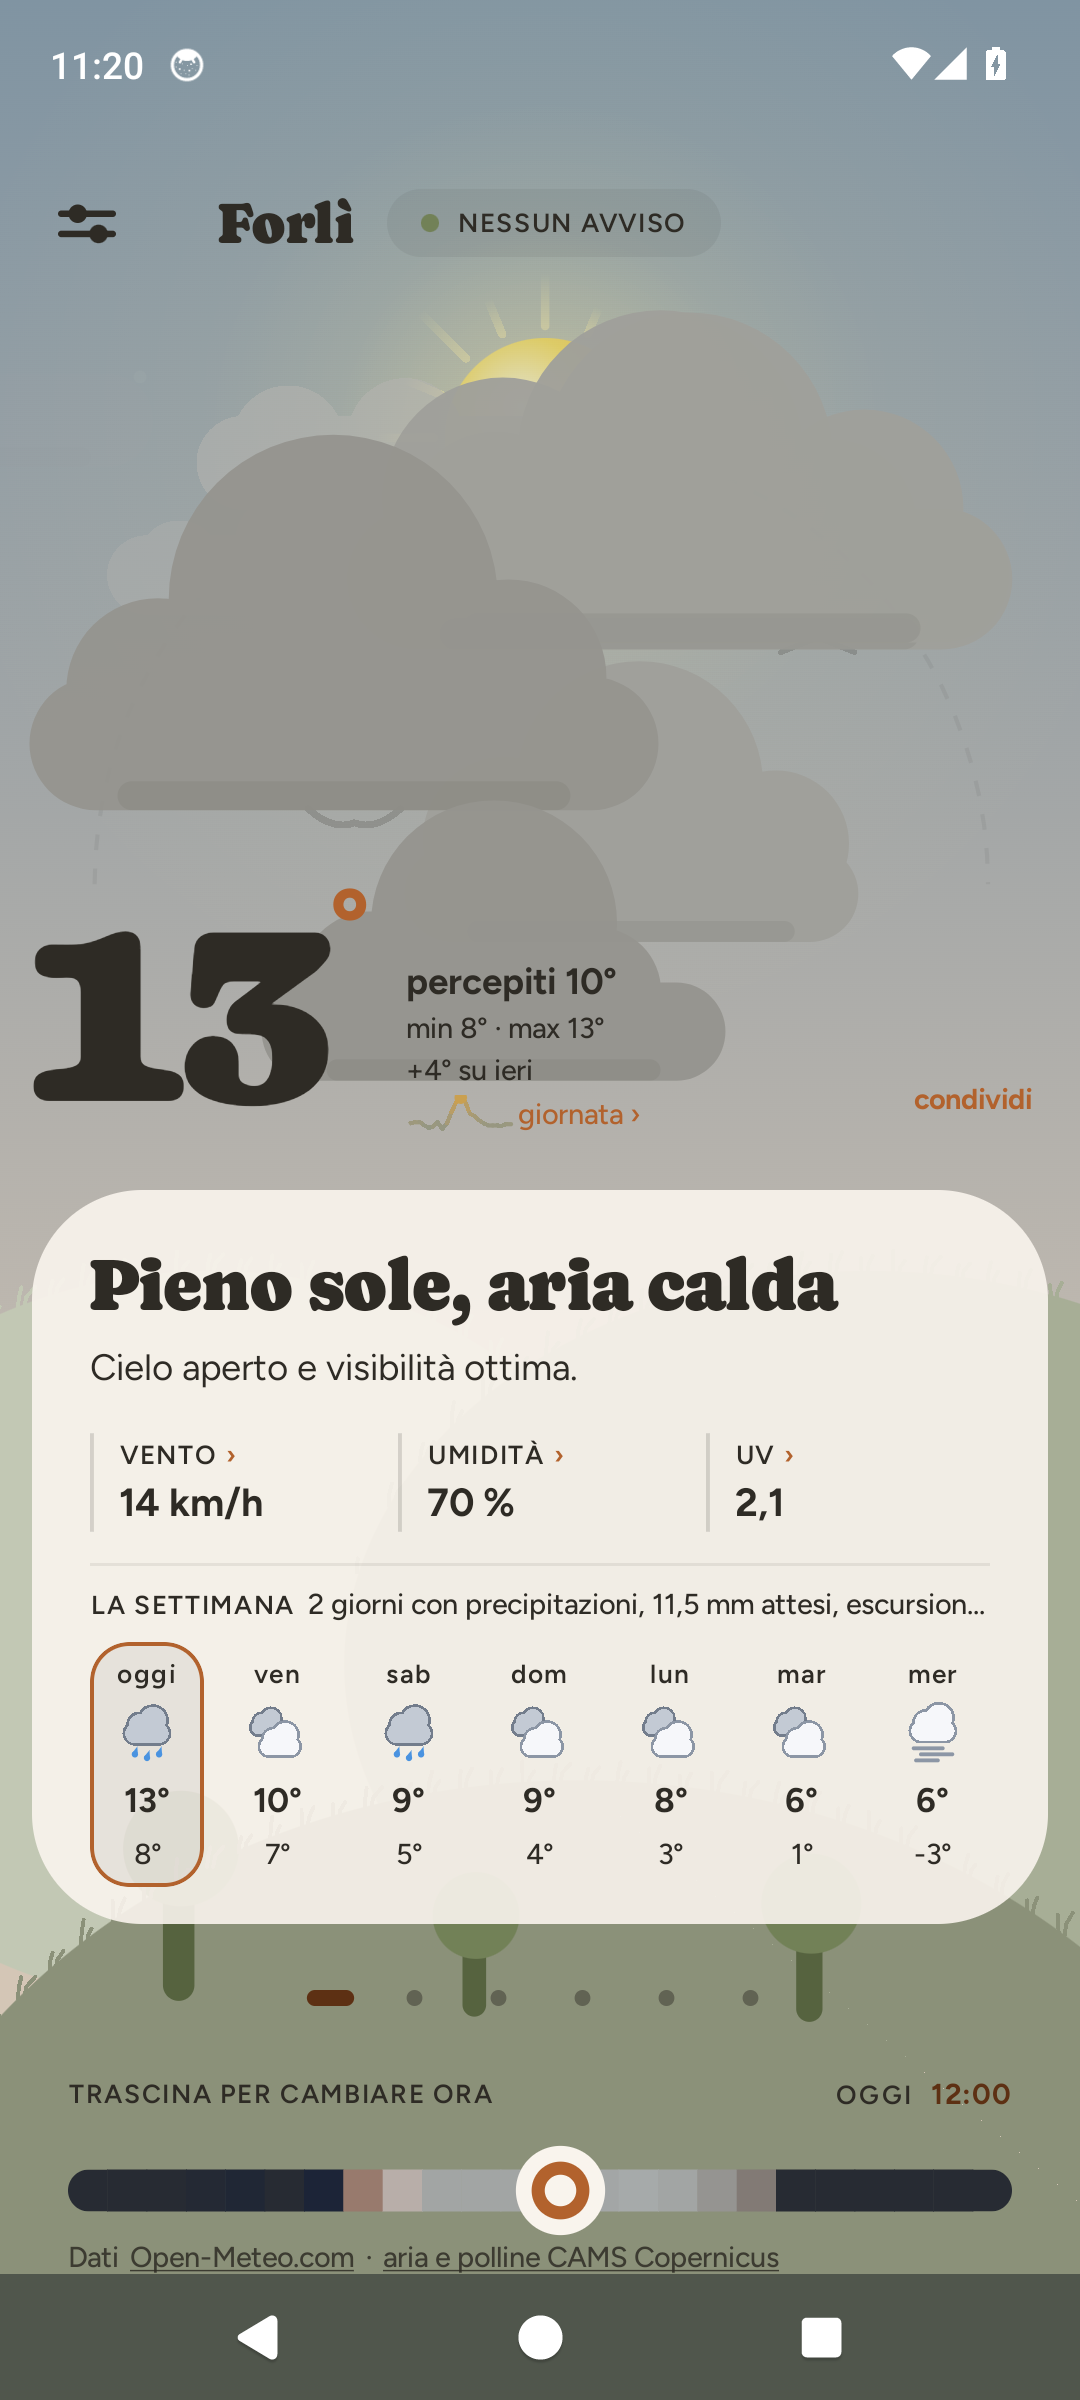 11:20
Forlì NESSUN AVVISO
13°
percepiti 10°
min 8° · max 13°
+4° su ieri
giornata ›
condividi
Pieno sole, aria calda
Cielo aperto e visibilità ottima.
VENTO › UMIDITÀ › UV ›
14 km/h 70 % 2,1
LA SETTIMANA 2 giorni con precipitazioni, 11,5 mm attesi, escursion...
oggi ven sab dom lun mar mer
13° 10° 9° 9° 8° 6° 6°
8° 7° 5° 4° 3° 1° -3°
TRASCINA PER CAMBIARE ORA OGGI 12:00
Dati Open-Meteo.com · aria e polline CAMS Copernicus